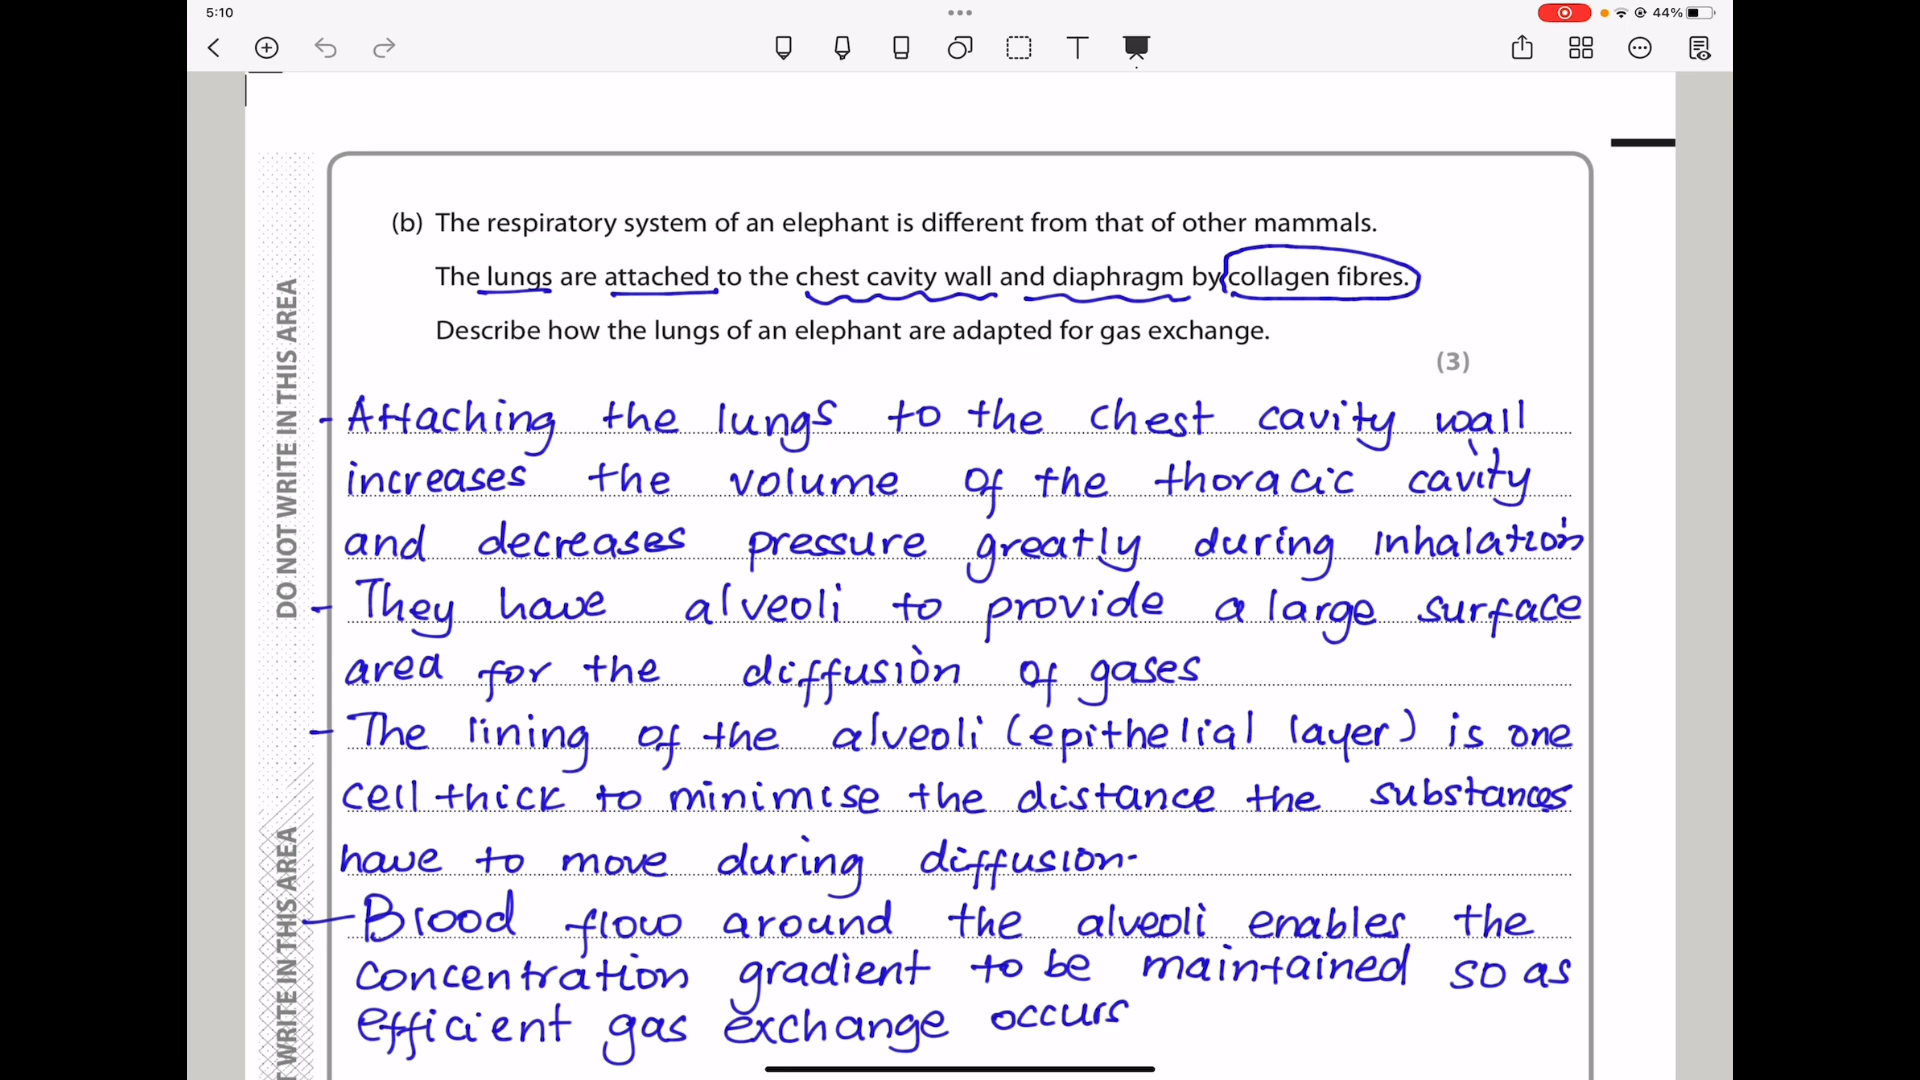 5:10
44%
(b) The respiratory system of an elephant is different from that of other mammals.
The lungs are attached to the chest cavity wall and diaphragm by collagen fibres.
Describe how the lungs of an elephant are adapted for gas exchange.
(3)
- Attaching the lungs to the chest cavity wall
increases the volume of the thoracic cavity
and decreases pressure greatly during inhalation
- They have alveoli to provide a large surface
area for the diffusion of gases
- The lining of the alveoli (epithelial layer) is one
cell thick to minimise the distance the substances
have to move during diffusion.
- Blood flow around the alveoli enables the
concentration gradient to be maintained so as
efficient gas exchange occurs
DO NOT WRITE IN THIS AREA
T WRITE IN THIS AREA